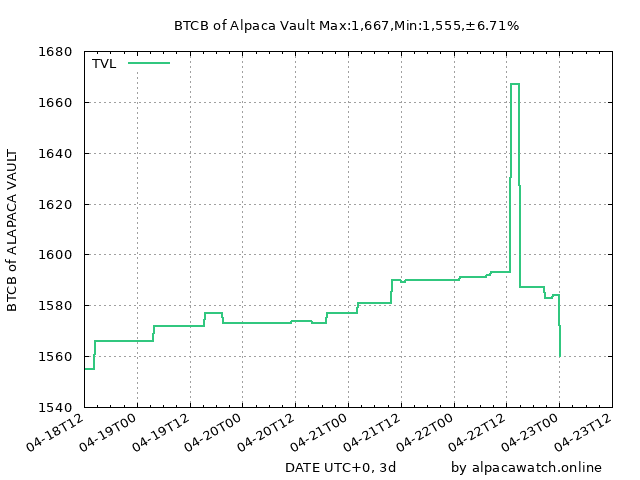 BTCB of Alpaca Vault Max:1,667,Min:1,555,±6.71%
TVL
BTCB of ALAPACA VAULT
1680
1660
1640
1620
1600
1580
1560
1540
04-18T12
04-19T00
04-19T12
04-20T00
04-20T12
04-21T00
04-21T12
04-22T00
04-22T12
04-23T00
04-23T12
DATE UTC+0, 3d
by alpacawatch.online